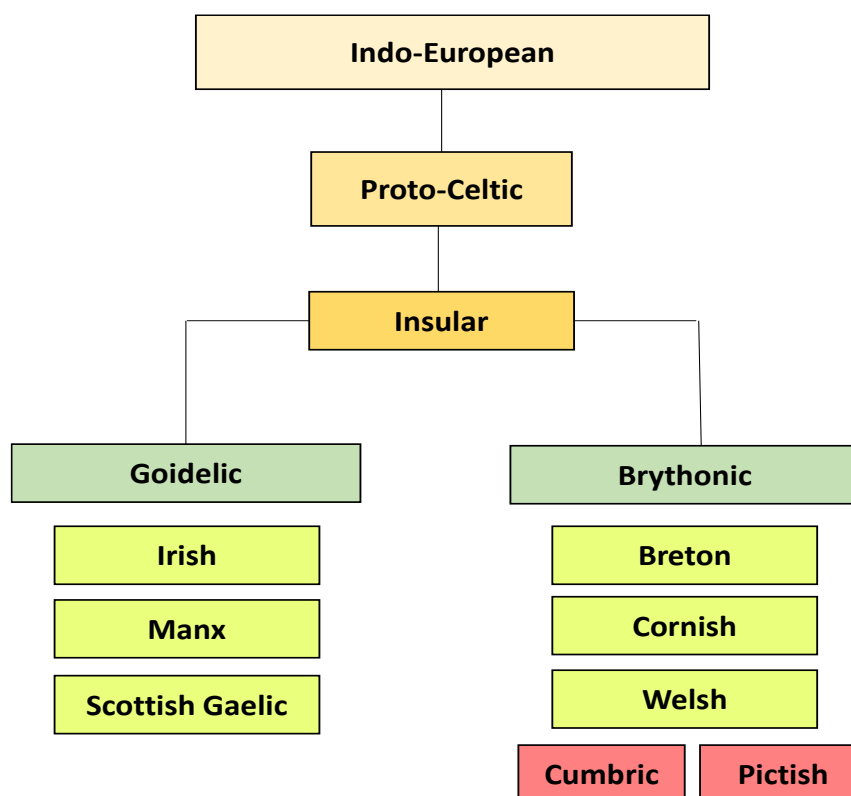 Indo-European
Proto-Celtic
Insular
Goidelic
Brythonic
Irish
Breton
Manx
Cornish
Scottish Gaelic
Welsh
Cumbric
Pictish